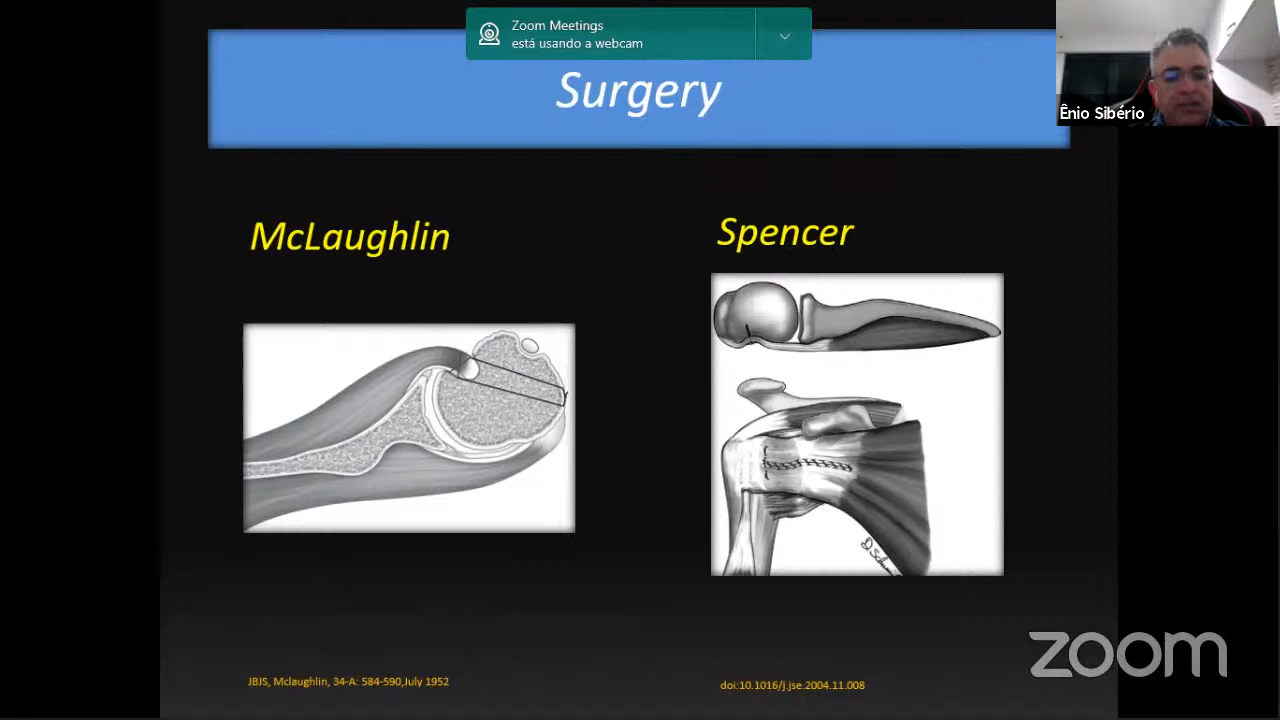 Zoom Meetings
está usando a webcam
Surgery
Ênio Sibério
McLaughlin
Spencer
JBJS, Mclaughlin, 34-A: 584-590,July 1952
doi:10.1016/j.jse.2004.11.008
zoom